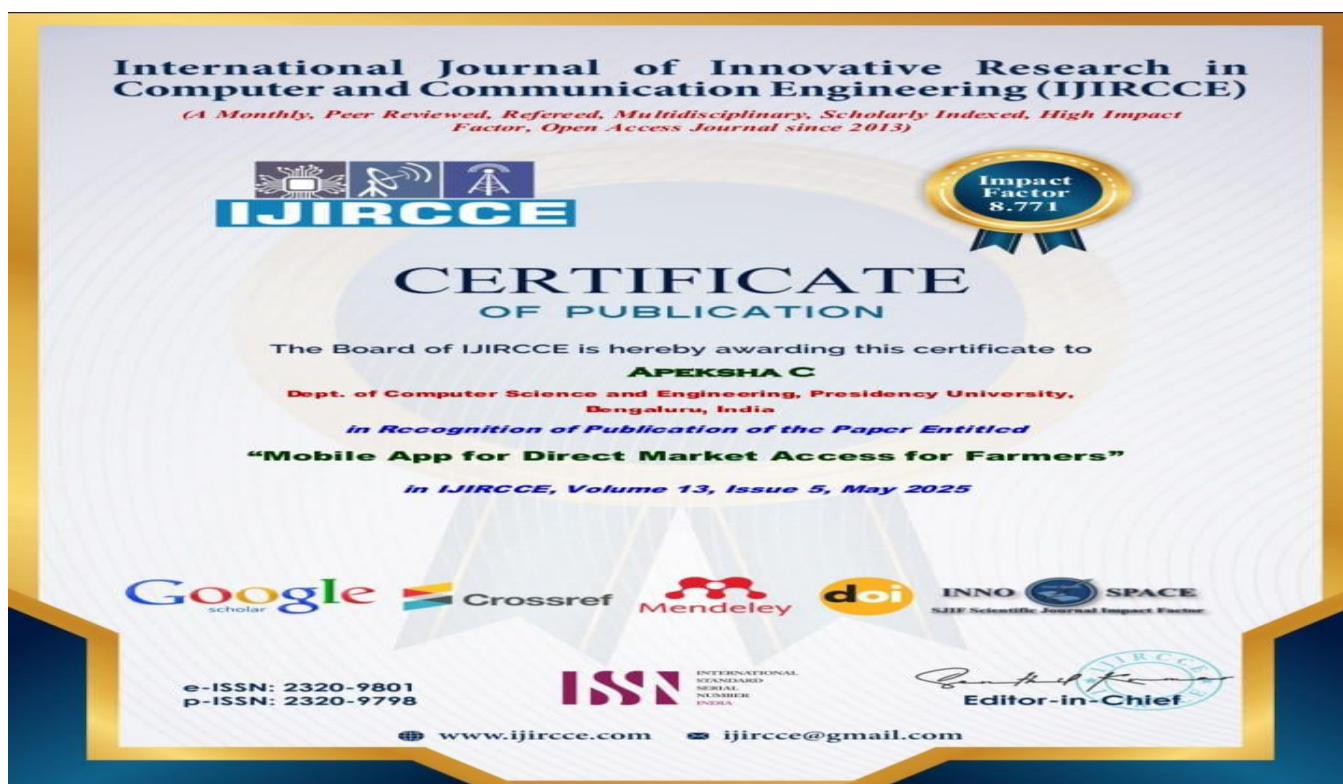 International Journal of Innovative Research in
Computer and Communication Engineering (IJIRCCE)
(A Monthly, Peer Reviewed, Refereed, Multidisciplinary, Scholarly Indexed, High Impact
Factor, Open Access Journal since 2013)
IJIRCCE
Impact
Factor
8.771
CERTIFICATE
OF PUBLICATION
The Board of IJIRCCE is hereby awarding this certificate to
APEKSHA C
Dept. of Computer Science and Engineering, Presidency University,
Bengaluru, India
in Recognition of Publication of the Paper Entitled
“Mobile App for Direct Market Access for Farmers”
in IJIRCCE, Volume 13, Issue 5, May 2025
Google
scholar
Crossref
MENDELEY
doi
INNO SPACE
SJIF Scientific Journal Impact Factor
e-ISSN: 2320-9801
p-ISSN: 2320-9798
ISSN
INTERNATIONAL
STANDARD
SERIAL
NUMBER
INDIA
IJIRCCE
Editor-in-Chief
www.ijircce.com ijircce@gmail.com